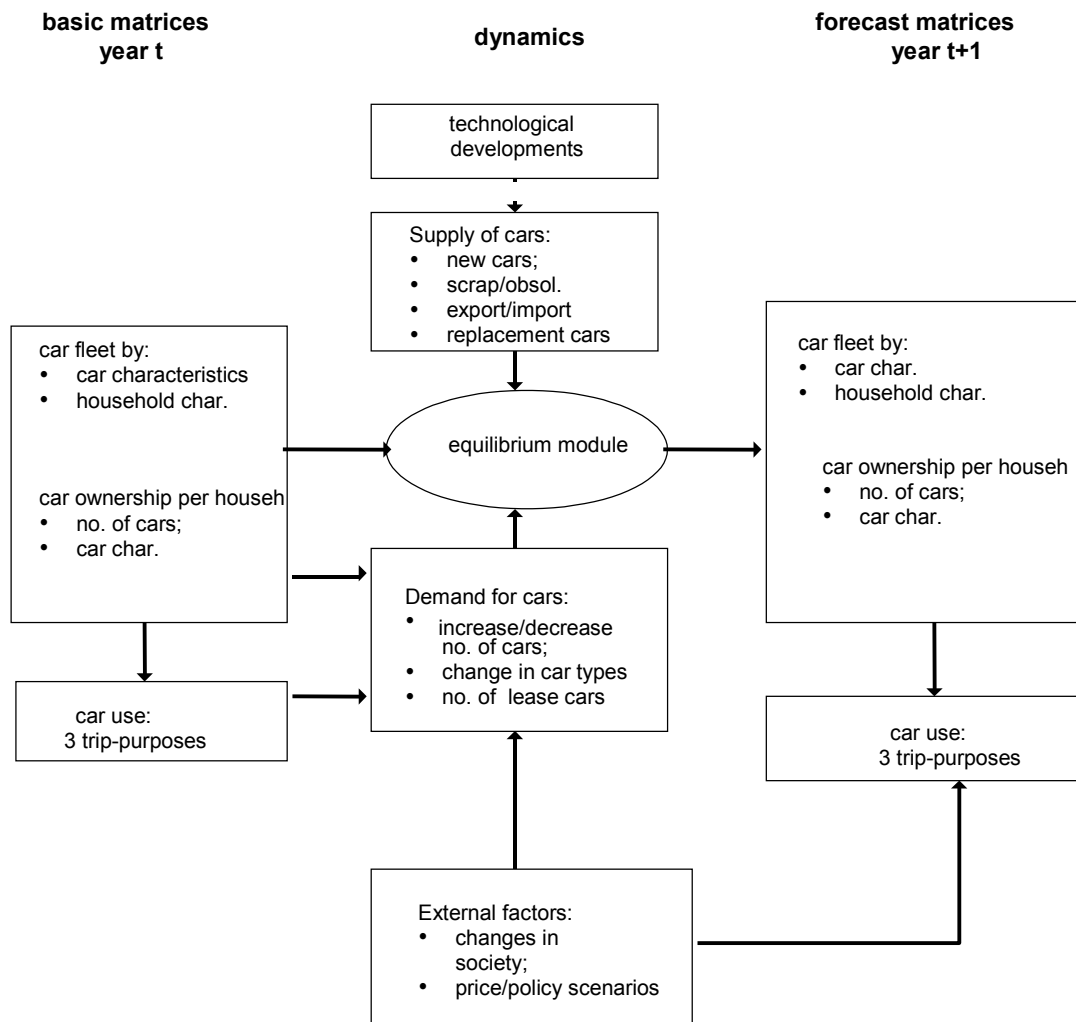 basic matrices
year t
dynamics
forecast matrices
year t+1
technological
developments
Supply of cars:
• new cars;
• scrap/obsol.
• export/import
• replacement cars
car fleet by:
• car characteristics
• household char.
car ownership per househ
• no. of cars;
• car char.
equilibrium module
car fleet by:
• car char.
• household char.
car ownership per househ
• no. of cars;
• car char.
Demand for cars:
• increase/decrease
no. of cars;
• change in car types
• no. of lease cars
car use:
3 trip-purposes
car use:
3 trip-purposes
External factors:
• changes in
society;
• price/policy scenarios